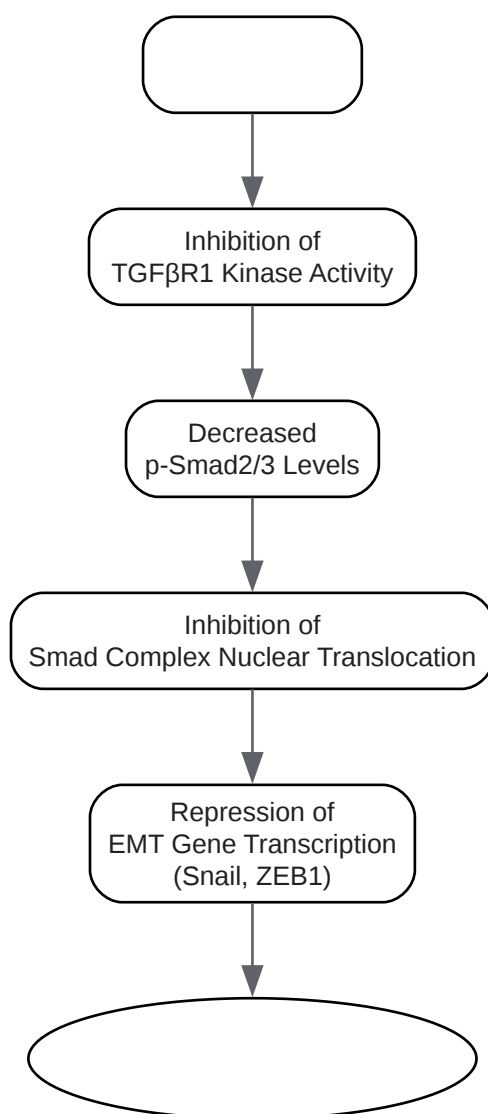 Inhibition of
TGFβR1 Kinase Activity
Decreased
p-Smad2/3 Levels
Inhibition of
Smad Complex Nuclear Translocation
Repression of
EMT Gene Transcription
(Snail, ZEB1)